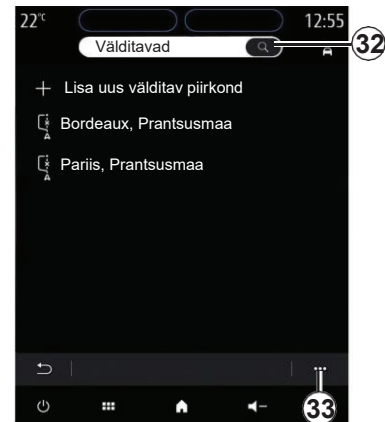 22°C 12:55
Välditavad
32
Lisa uus välditav piirkond
Bordeaux, Prantsusmaa
Pariis, Prantsusmaa
33